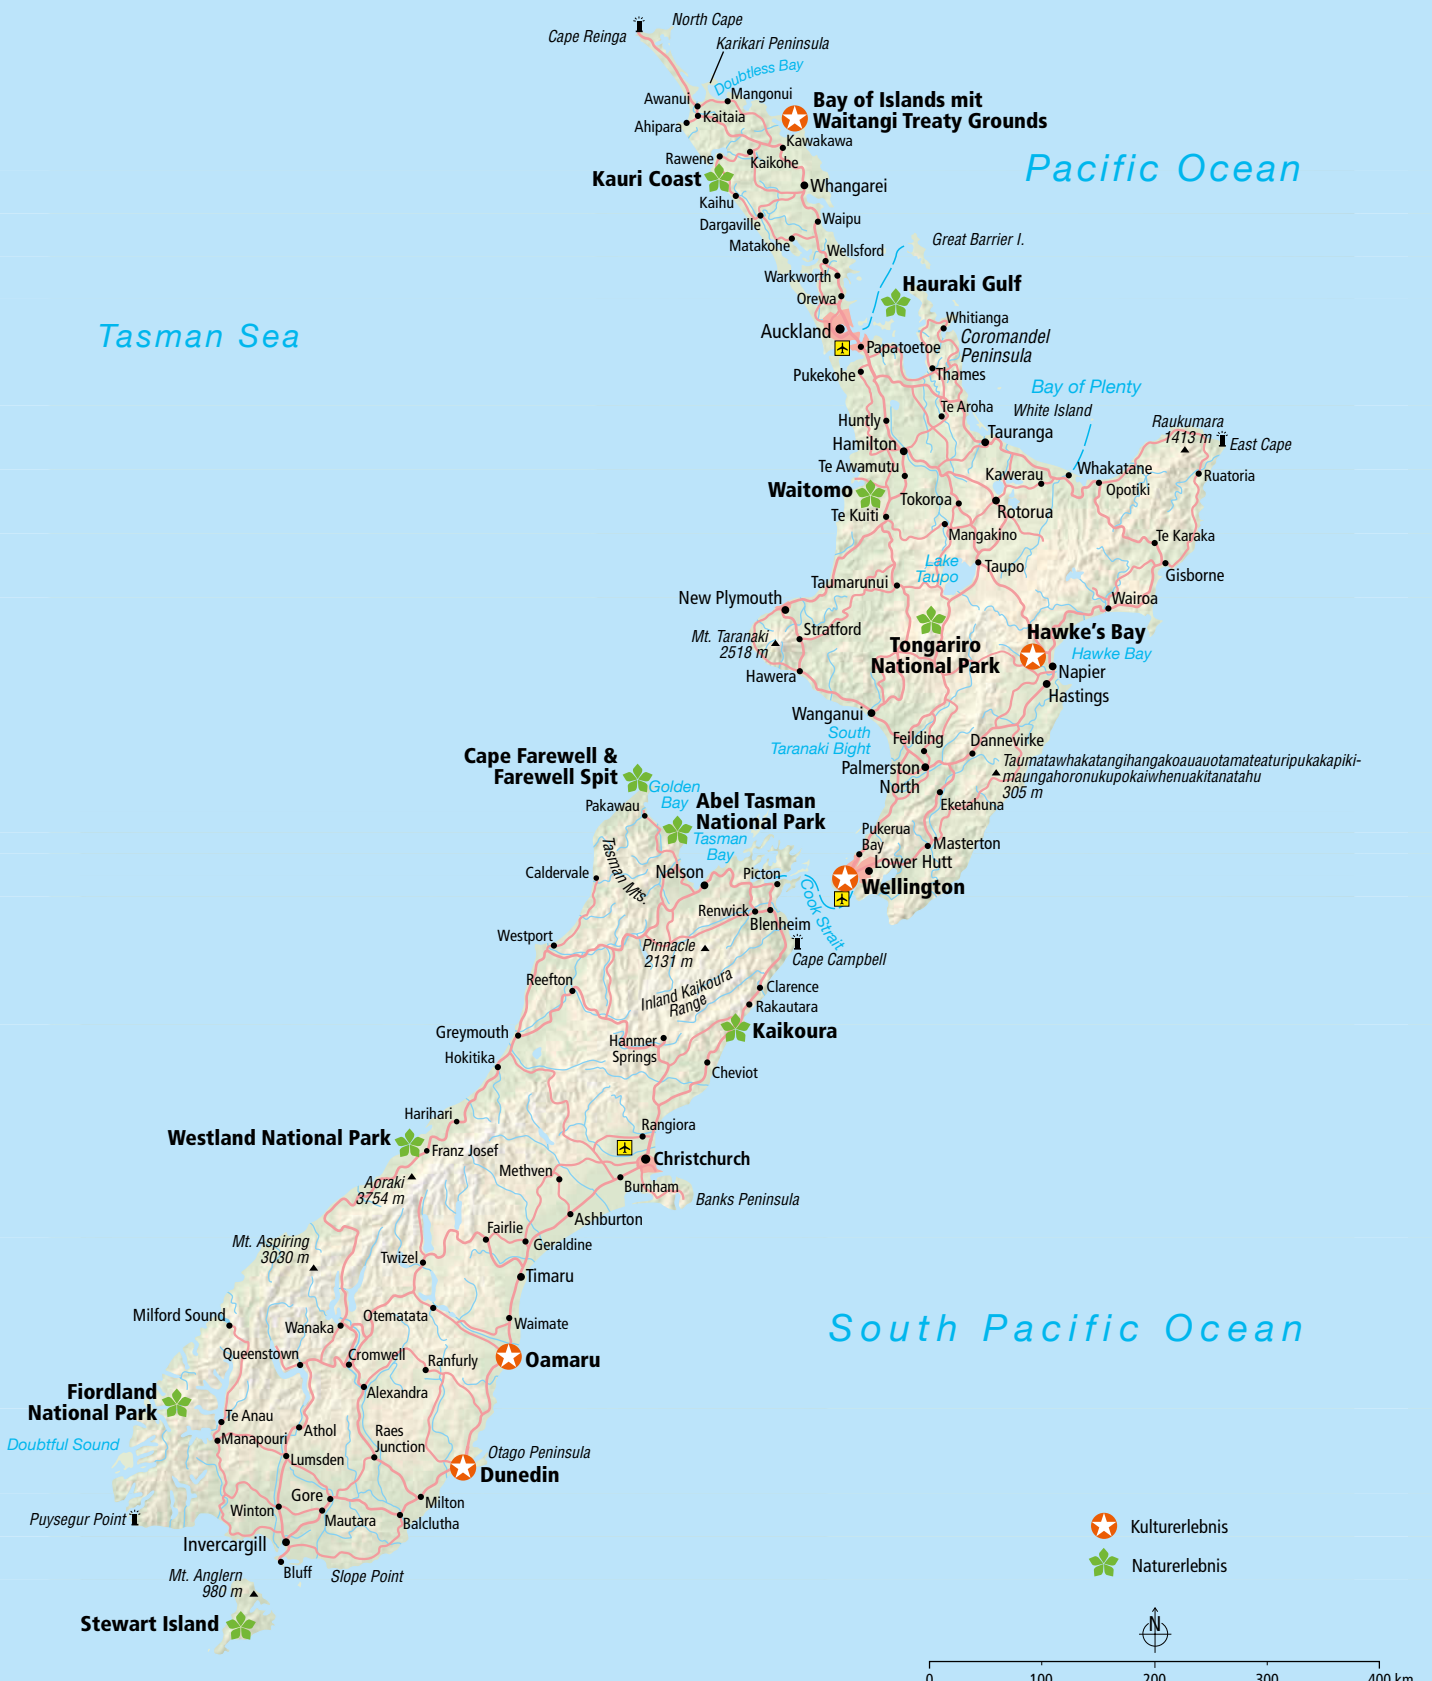 North Cape
Cape Reinga
Karikari Peninsula
Doubtless Bay
Mangonui
Awanui
Kaitaia
Ahipara
Bay of Islands mit
Waitangi Treaty Grounds
Kawakawa
Rawene
Kaikohe
Pacific Ocean
Kauri Coast
Whangarei
Kaihu
Dargaville
Waipu
Matakohe
Great Barrier I.
Wellsford
Warkworth
Hauraki Gulf
Orewa
Whitianga
Tasman Sea
Auckland
Coromandel
Peninsula
Papatoetoe
Pukekohe
Thames
Bay of Plenty
Te Aroha
White Island
Huntly
Raukumara
1413 m
Tauranga
East Cape
Hamilton
Te Awamutu
Kawerau
Whakatane
Ruatoria
Waitomo
Opotiki
Tokoroa
Rotorua
Te Kuiti
Mangakino
Te Karaka
Lake
Taupo
Taupo
Gisborne
Taumarunui
New Plymouth
Wairoa
Stratford
Mt. Taranaki
2518 m
Tongariro
National Park
Hawke's Bay
Hawke Bay
Napier
Hawera
Hastings
Wanganui
South
Taranaki Bight
Feilding
Dannevirke
Cape Farewell &
Farewell Spit
Taumatawhakatangihangakoauauotamateaturipukakapiki-
maungahoronukupokaiwhenuakitanatahu
305 m
Palmerston
North
Golden
Bay
Eketahuna
Pakawau
Abel Tasman
National Park
Tasman
Bay
Pukerua
Bay
Masterton
Tasman Mts.
Lower Hutt
Caldervale
Nelson
Picton
Wellington
Cook Strait
Renwick
Blenheim
Westport
Pinnacle
2131 m
Cape Campbell
Reefton
Inland Kaikoura
Range
Clarence
Rakautara
Greymouth
Kaikoura
Hanmer
Springs
Hokitika
Cheviot
Harihari
Rangiora
Westland National Park
Franz Josef
Christchurch
Methven
Aoraki
3754 m
Burnham
Banks Peninsula
Ashburton
Fairlie
Geraldine
Mt. Aspiring
3030 m
Twizel
Timaru
Milford Sound
Otematata
Waimate
Wanaka
South Pacific Ocean
Queenstown
Cromwell
Ranfurly
Oamaru
Fiordland
National Park
Alexandra
Te Anau
Athol
Raes
Junction
Manapouri
Doubtful Sound
Otago Peninsula
Lumsden
Dunedin
Gore
Milton
Winton
Mautara
Balclutha
Puysegur Point
Invercargill
Bluff
Slope Point
Mt. Anglern
980 m
Stewart Island
Kulturerlebnis
Naturerlebnis
N
0 100 200 300 400 km